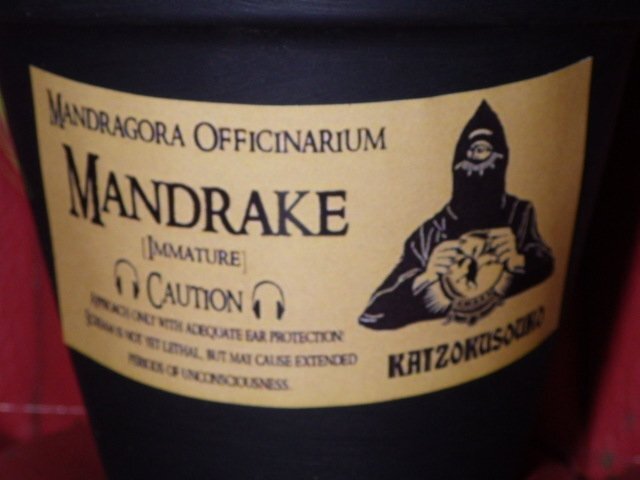 MANDRAGORA OFFICINARIUM
MANDRAKE
[IMMATURE]
CAUTION
APPROACH ONLY WITH ADEQUATE EAR PROTECTION!
SCREAM IS NOT YET LETHAL, BUT MAY CAUSE EXTENDED
PERIODS OF UNCONSCIOUSNESS.
KATZOKUSOUKO